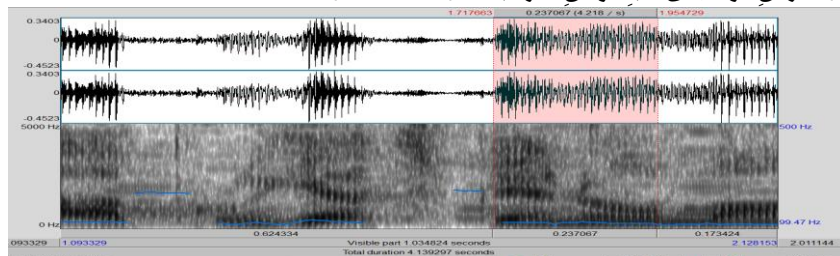 1.717663 0.237067 (4.218 / s) 1.954729
0.3403
0
-0.4523
0.3403
0
-0.4523
5000 Hz 500 Hz
0 Hz 99.47 Hz
0.624334 0.237067 0.173424
093329 1.093329 Visible part 1.034824 seconds 2.128153 2.011144
Total duration 4.139297 seconds